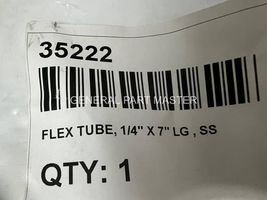 35222
GENERAL PART MASTER
FLEX TUBE, 1/4" X 7" LG , SS
QTY: 1